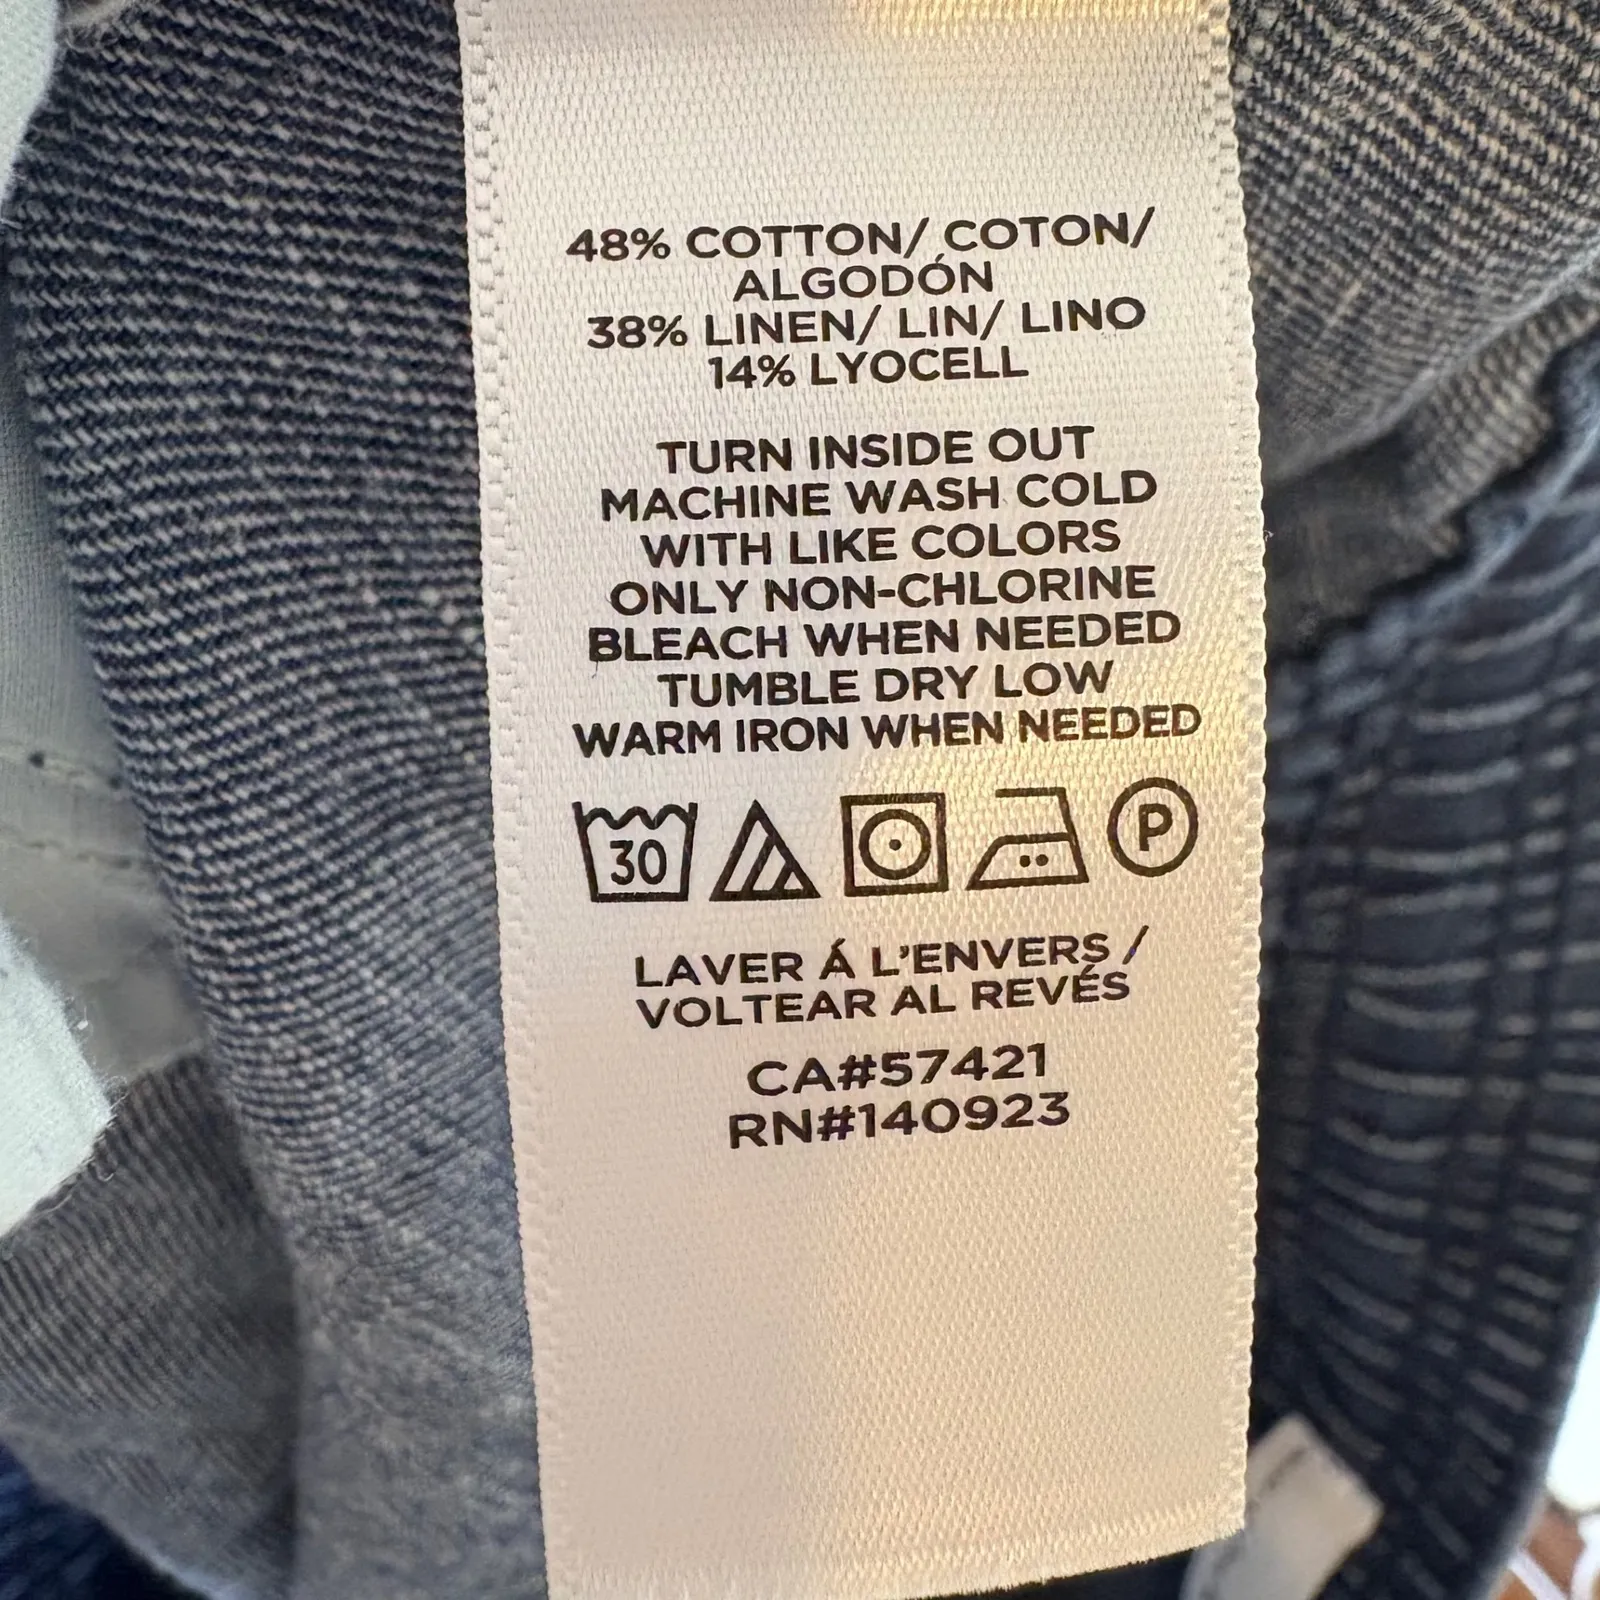 48% COTTON/ COTON/
ALGODÓN
38% LINEN/ LIN/ LINO
14% LYOCELL
TURN INSIDE OUT
MACHINE WASH COLD
WITH LIKE COLORS
ONLY NON-CHLORINE
BLEACH WHEN NEEDED
TUMBLE DRY LOW
WARM IRON WHEN NEEDED
30 P
LAVER Á L'ENVERS /
VOLTEAR AL REVÉS
CA#57421
RN#140923